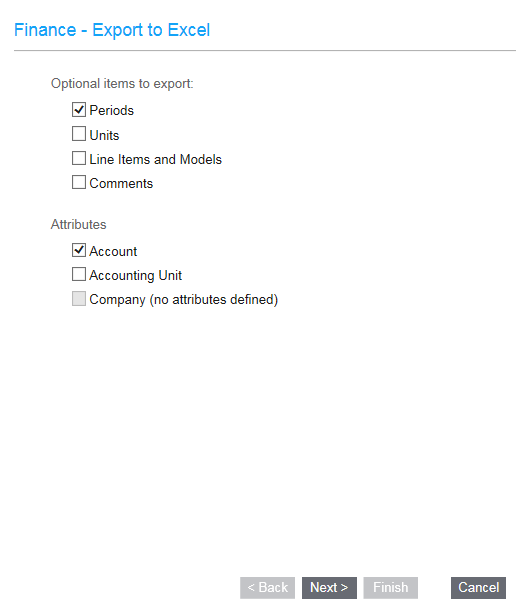 Finance - Export to Excel
Optional items to export:
Periods
Units
Line Items and Models
Comments
Attributes
Account
Accounting Unit
Company (no attributes defined)
< Back Next > Finish Cancel